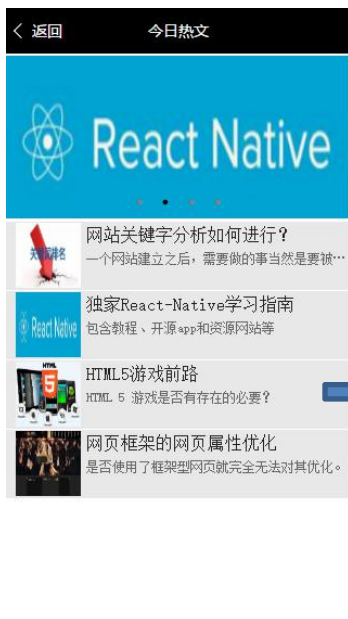 返回
今日热文
React Native
网站关键字分析如何进行？
一个网站建立之后，需要做的事当然是要被…
独家React-Native学习指南
React Native
包含教程、开源app和资源网站等
HTML5游戏前路
HTML
5
HTML 5 游戏是否有存在的必要？
网页框架的网页属性优化
是否使用了框架型网页就完全无法对其优化。